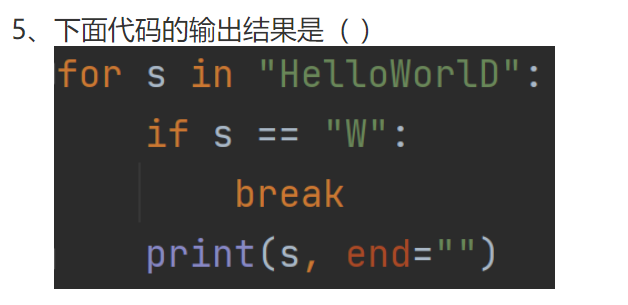 5、下面代码的输出结果是（ ）
for s in "HelloWorlD":
    if s == "W":
        break
    print(s, end="")